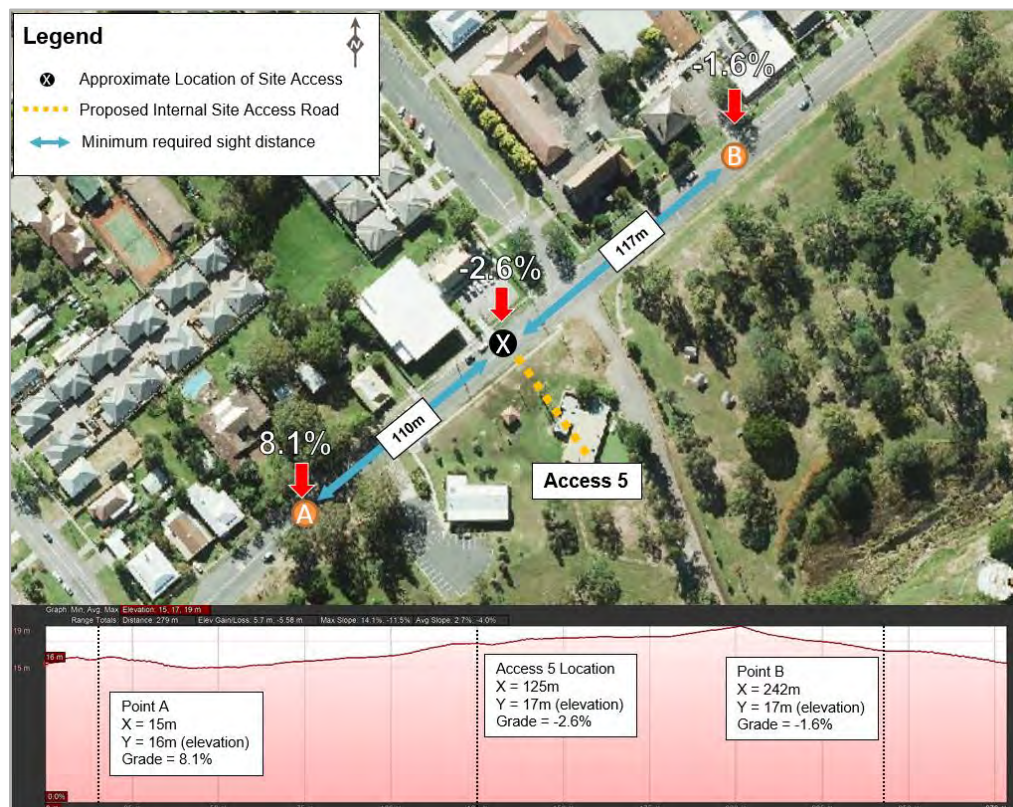 Legend
N
X Approximate Location of Site Access
Proposed Internal Site Access Road
Minimum required sight distance
-1.6%
B
117m
-2.6%
X
110m
8.1%
A
Access 5
Graph: Min, Avg, Max Elevation: 15, 17, 19 m
Range Totals: Distance: 279 m Elev Gain/Loss: 5.7 m, -5.58 m Max Slope: 14.1%, -11.5% Avg Slope: 2.7%, -4.0%
19 m
16 m
15 m
Point A
X = 15m
Y = 16m (elevation)
Grade = 8.1%
Access 5 Location
X = 125m
Y = 17m (elevation)
Grade = -2.6%
Point B
X = 242m
Y = 17m (elevation)
Grade = -1.6%
0.0%